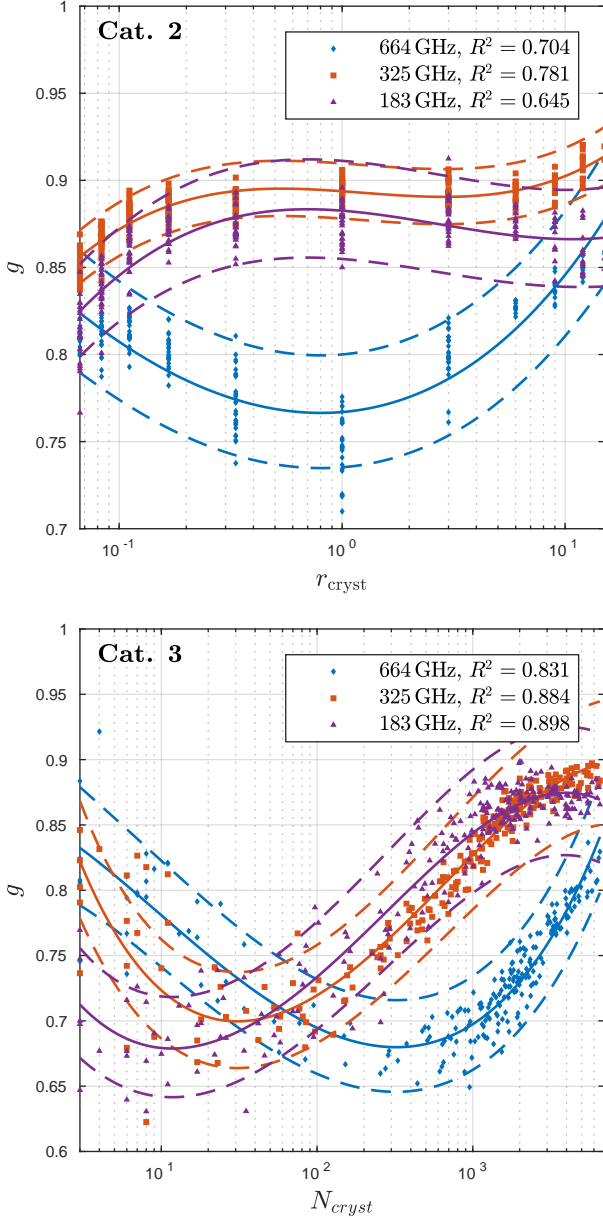 Cat. 2
664 GHz, R² = 0.704
325 GHz, R² = 0.781
183 GHz, R² = 0.645
1
0.95
0.9
0.85
0.8
0.75
0.7
g
10⁻¹
10⁰
10¹
r_cryst
Cat. 3
664 GHz, R² = 0.831
325 GHz, R² = 0.884
183 GHz, R² = 0.898
1
0.95
0.9
0.85
0.8
0.75
0.7
0.65
0.6
g
10¹
10²
10³
N_cryst